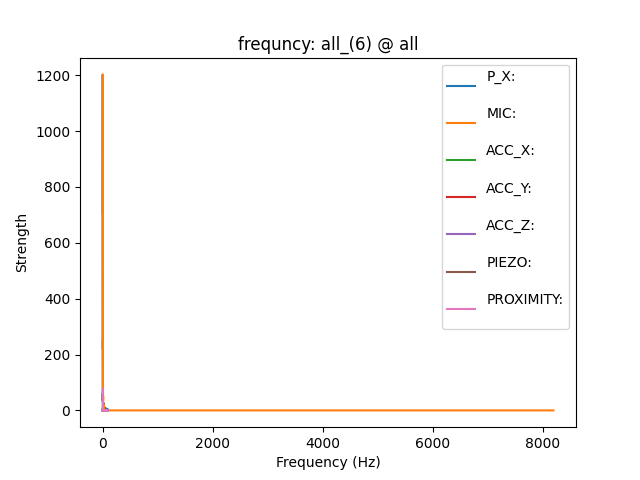 frequncy: all_(6) @ all
1200
1000
800
600
400
200
0
Strength
0 2000 4000 6000 8000
Frequency (Hz)
P_X:
MIC:
ACC_X:
ACC_Y:
ACC_Z:
PIEZO:
PROXIMITY: